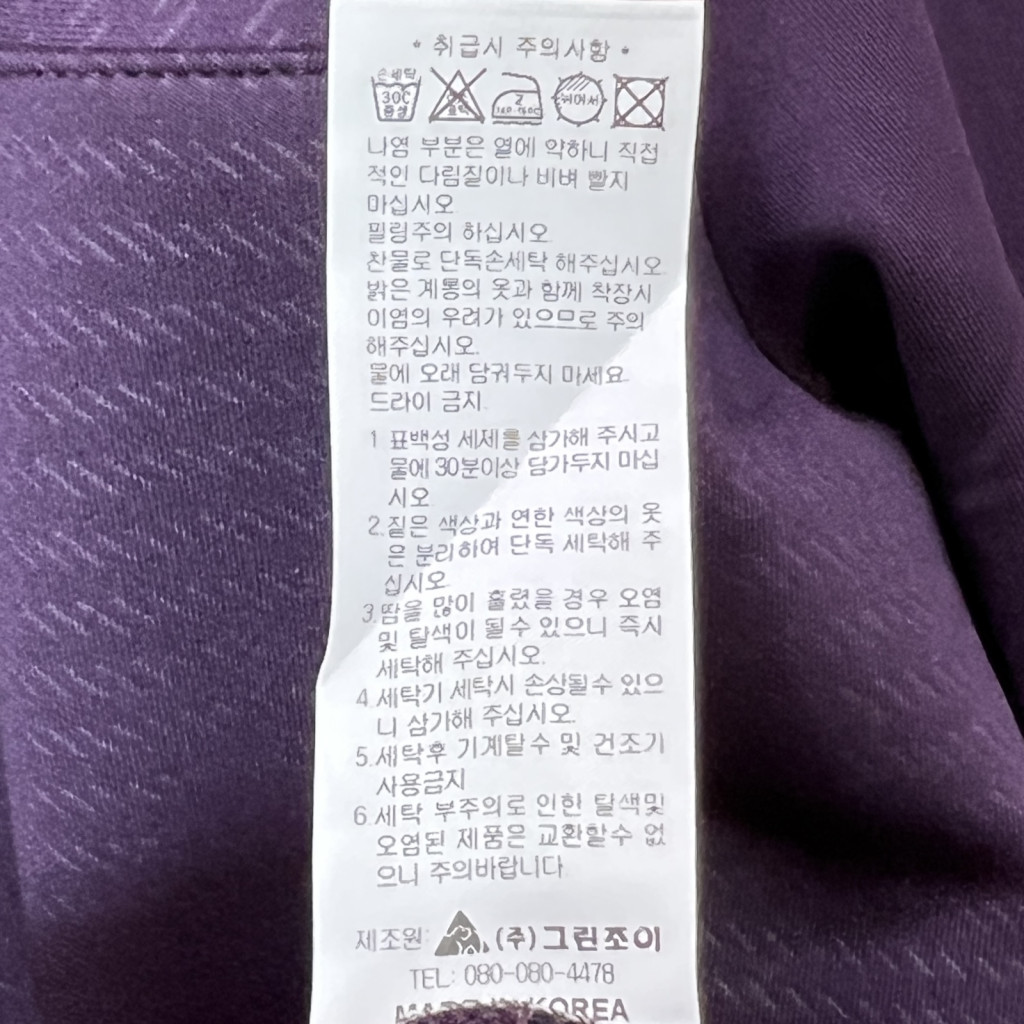 * 취급시 주의사항 *
손세탁
30C
중성
2
뉘어서
나염 부분은 열에 약하니 직접
적인 다림질이나 비벼 빨지
마십시오.
필링주의 하십시오.
찬물로 단독손세탁 해주십시오.
밝은 계통의 옷과 함께 착장시
이염의 우려가 있으므로 주의
해주십시오.
물에 오래 담궈두지 마세요.
드라이 금지.
1 표백성 세제를 삼가해 주시고
물에 30분이상 담가두지 마십
시오
2.짙은 색상과 연한 색상의 옷
은 분리하여 단독 세탁해 주
십시오.
3.땀을 많이 흘렸을 경우 오염
및 탈색이 될수 있으니 즉시
세탁해 주십시오.
4.세탁기 세탁시 손상될수 있으
니 삼가해 주십시오.
5.세탁후 기계탈수 및 건조기
사용금지
6.세탁 부주의로 인한 탈색및
오염된 제품은 교환할수 없
으니 주의바랍니다.
제조원: (주)그린조이
TEL: 080-080-4478
MADE IN KOREA